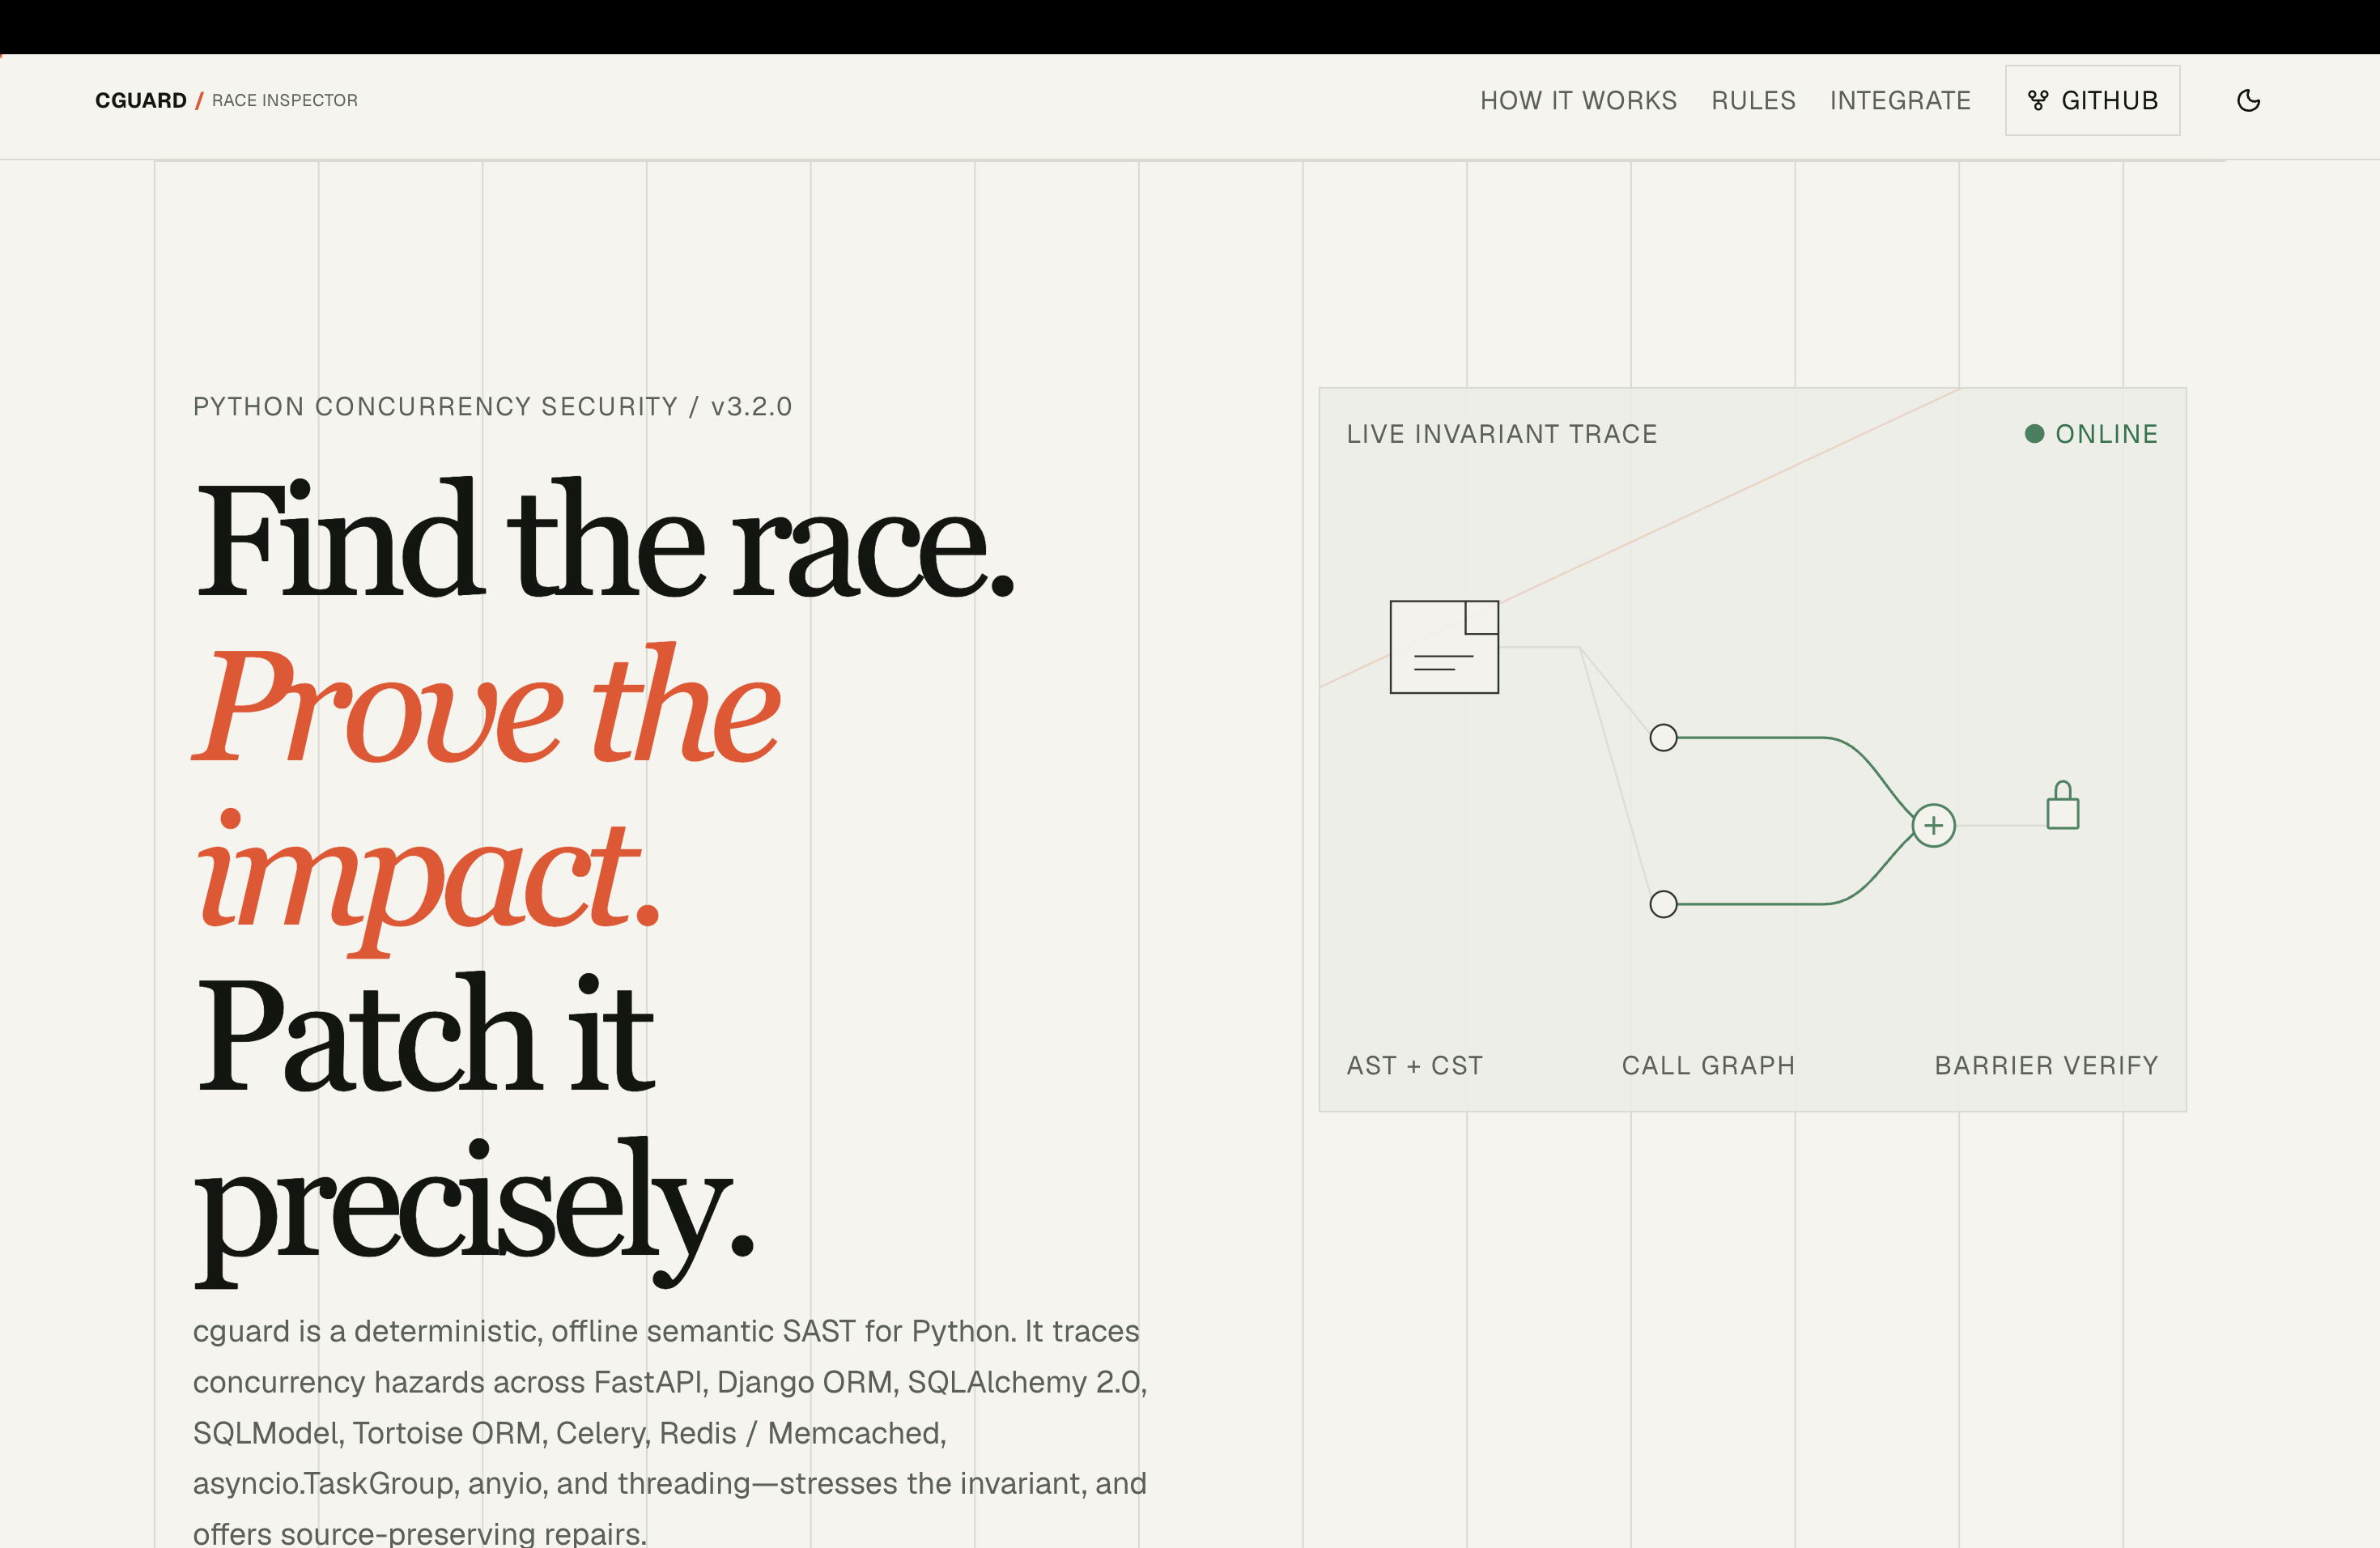 CGUARD / RACE INSPECTOR
HOW IT WORKS
RULES
INTEGRATE
GITHUB
PYTHON CONCURRENCY SECURITY / v3.2.0
Find the race.
Prove the
impact.
Patch it
precisely.
cguard is a deterministic, offline semantic SAST for Python. It traces
concurrency hazards across FastAPI, Django ORM, SQLAlchemy 2.0,
SQLModel, Tortoise ORM, Celery, Redis / Memcached,
asyncio.TaskGroup, anyio, and threading—stresses the invariant, and
offers source-preserving repairs.
LIVE INVARIANT TRACE
ONLINE
AST + CST
CALL GRAPH
BARRIER VERIFY